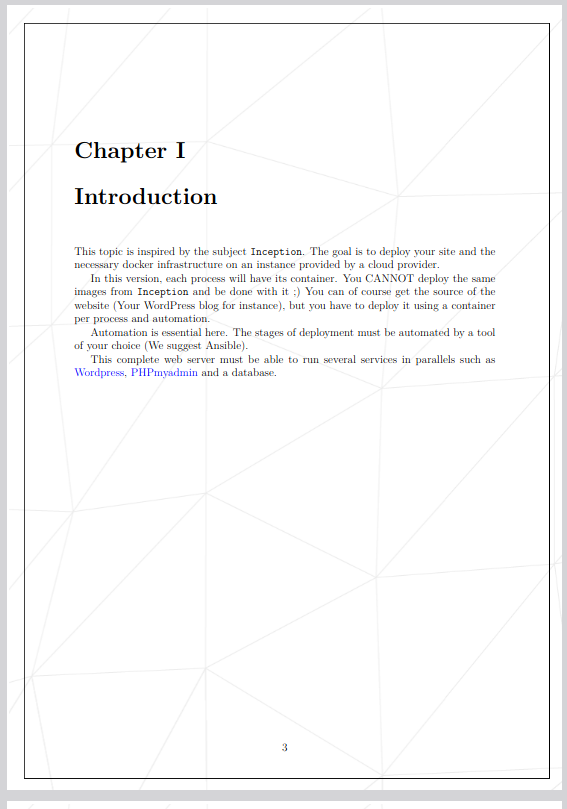 Chapter I
Introduction
This topic is inspired by the subject Inception. The goal is to deploy your site and the
necessary docker infrastructure on an instance provided by a cloud provider.
In this version, each process will have its container. You CANNOT deploy the same
images from Inception and be done with it ;) You can of course get the source of the
website (Your WordPress blog for instance), but you have to deploy it using a container
per process and automation.
Automation is essential here. The stages of deployment must be automated by a tool
of your choice (We suggest Ansible).
This complete web server must be able to run several services in parallels such as
Wordpress, PHPmyadmin and a database.
3